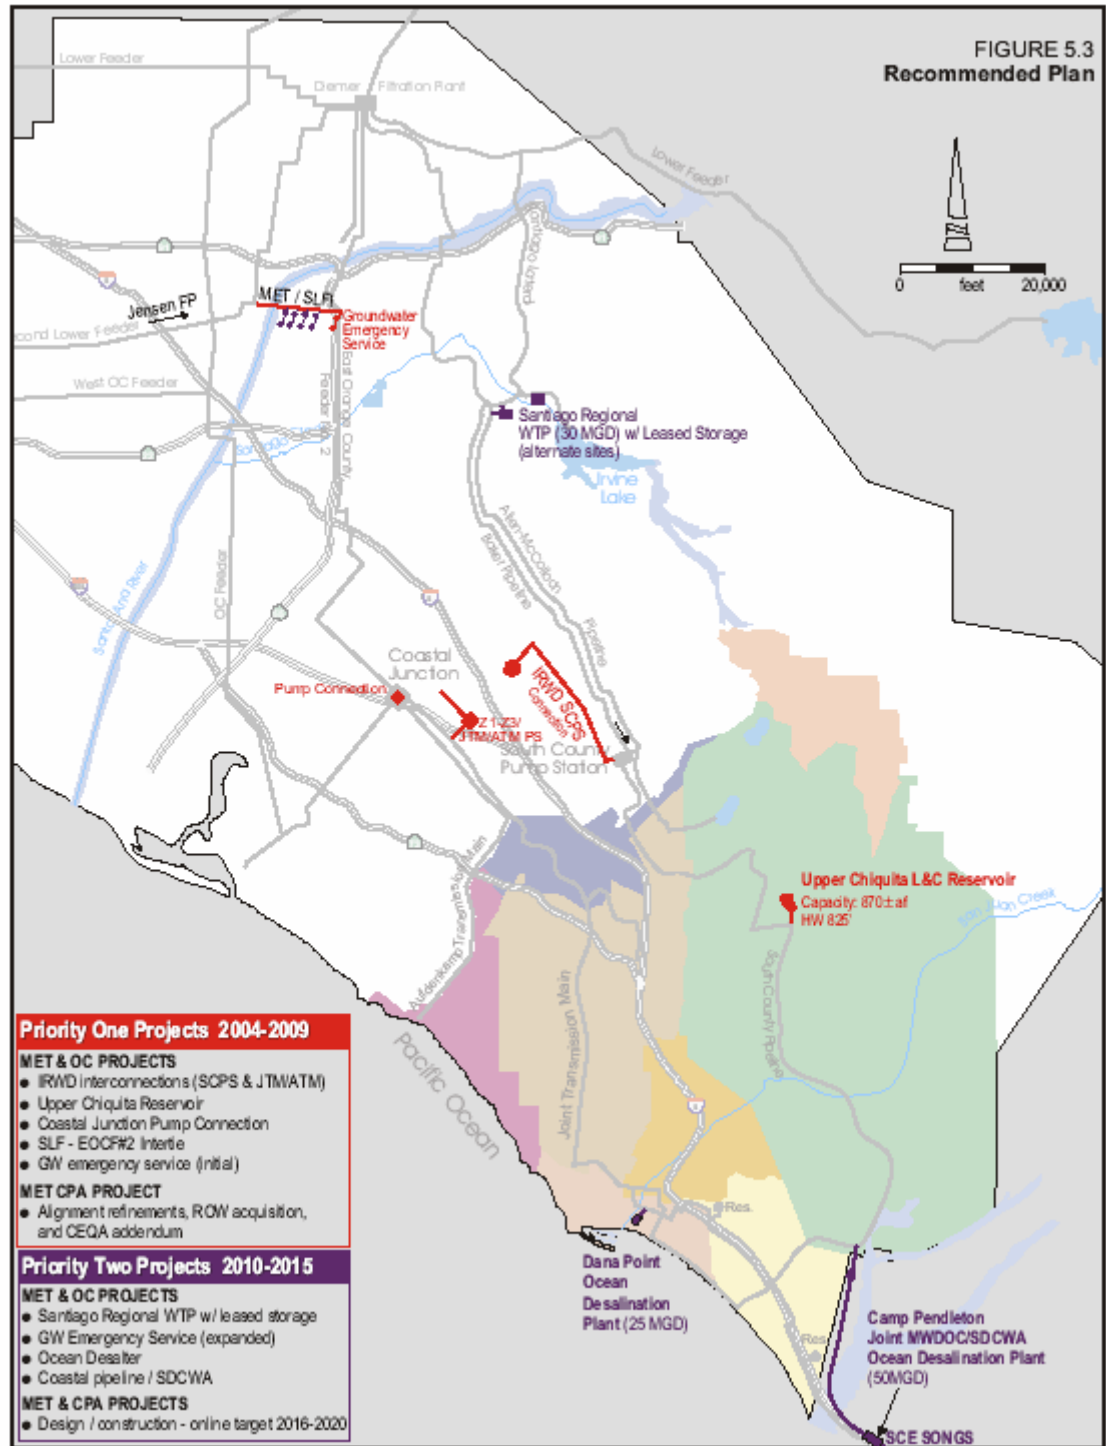 FIGURE 5.3
Recommended Plan
Lower Feeder
Diemer Filtration Plant
Lower Feeder
0 feet 20,000
Santiago Lateral
MET / SLF
Jensen FP
Groundwater
Emergency
Service
cond Lower Feeder
West OC Feeder
East Orange County
Feeder No. 2
Santiago Regional
WTP (30 MGD) w/ Leased Storage
(alternate sites)
Irvine
Lake
Allen-McColloch
Pipeline
Baker Pipeline
Santa Ana River
OC Feeder
Coastal
Junction
Pump Connection
IRWD SCPS
Connection
Z1-Z3/
JTM/ATM PS
South County
Pump Station
Aufdenkamp Transmission Main
Upper Chiquita L&C Reservoir
Capacity: 870± af
HW 825'
San Juan Creek
South County Pipeline
Joint Transmission Main
Pacific Ocean
Priority One Projects 2004-2009
MET & OC PROJECTS
● IRWD interconnections (SCPS & JTM/ATM)
● Upper Chiquita Reservoir
● Coastal Junction Pump Connection
● SLF - EOCF#2 Intertie
● GW emergency service (initial)
MET CPA PROJECT
● Alignment refinements, ROW acquisition,
and CEQA addendum
Priority Two Projects 2010-2015
MET & OC PROJECTS
● Santiago Regional WTP w/ leased storage
● GW Emergency Service (expanded)
● Ocean Desalter
● Coastal pipeline / SDCWA
MET & CPA PROJECTS
● Design / construction - online target 2016-2020
Res.
Dana Point
Ocean
Desalination
Plant (25 MGD)
Res.
Camp Pendleton
Joint MWDOC/SDCWA
Ocean Desalination Plant
(50MGD)
SCE SONGS